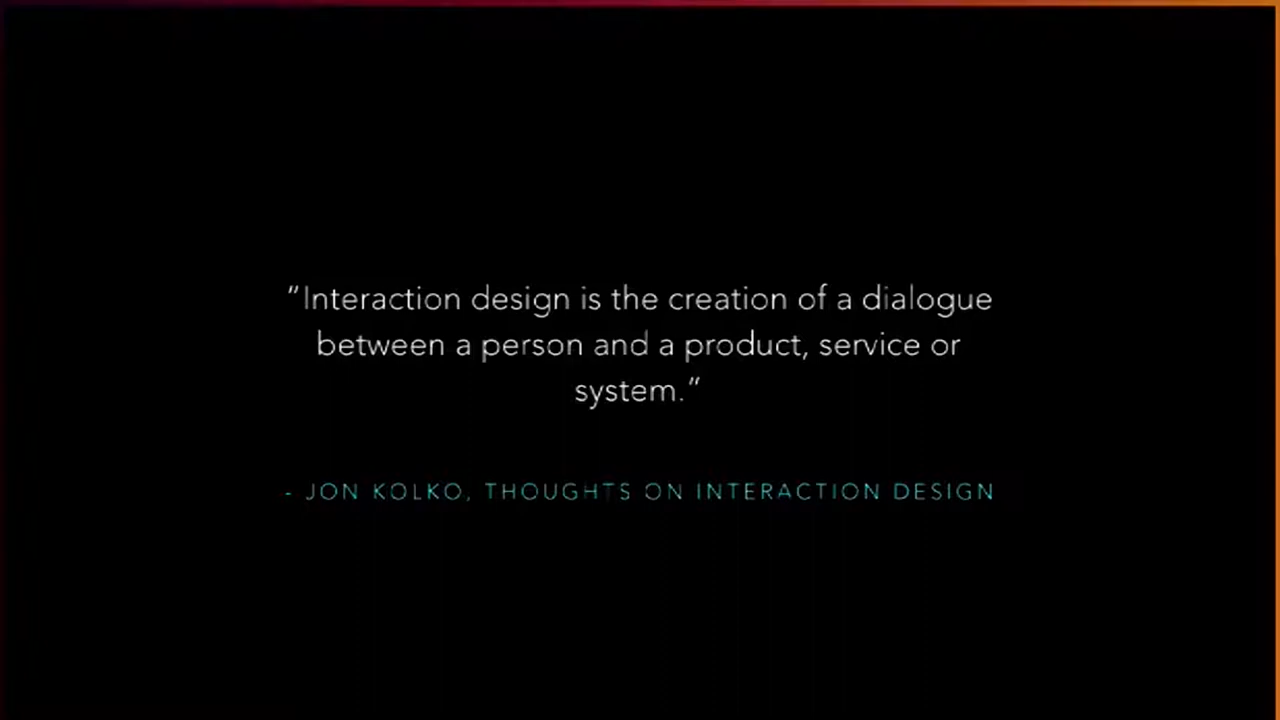 “Interaction design is the creation of a dialogue
between a person and a product, service or
system.”
- JON KOLKO, THOUGHTS ON INTERACTION DESIGN